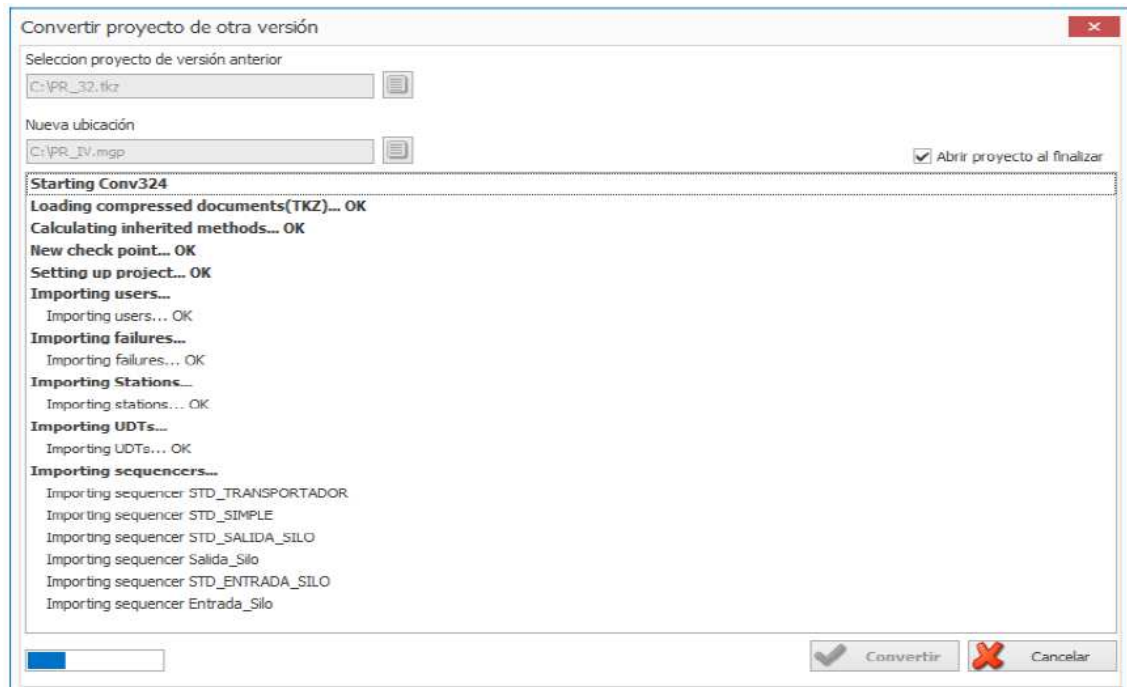 Convertir proyecto de otra versión
Seleccion proyecto de versión anterior
C:\PR_32.tkz
Nueva ubicación
C:\PR_IV.mgp
Abrir proyecto al finalizar
Starting Conv324
Loading compressed documents(TKZ)... OK
Calculating inherited methods... OK
New check point... OK
Setting up project... OK
Importing users...
Importing users... OK
Importing failures...
Importing failures... OK
Importing Stations...
Importing stations... OK
Importing UDTs...
Importing UDTs... OK
Importing sequencers...
Importing sequencer STD_TRANSPORTADOR
Importing sequencer STD_SIMPLE
Importing sequencer STD_SALIDA_SILO
Importing sequencer Salida_Silo
Importing sequencer STD_ENTRADA_SILO
Importing sequencer Entrada_Silo
Convertir Cancelar